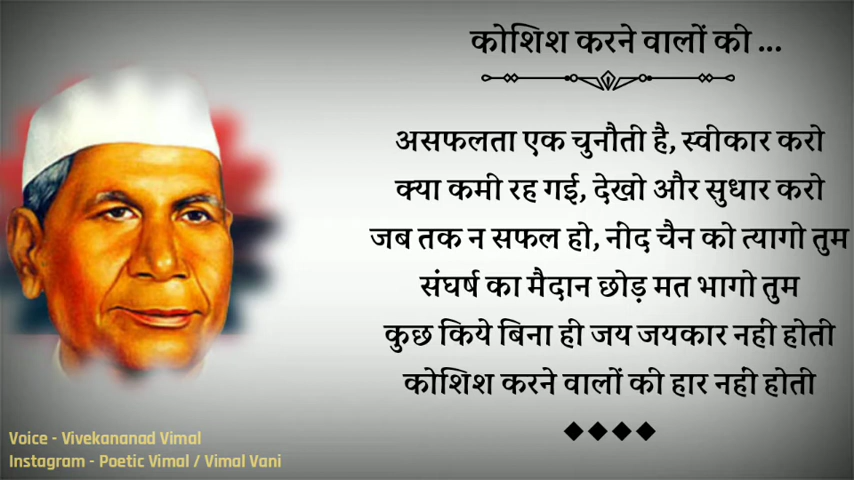 कोशिश करने वालों की ...
असफलता एक चुनौती है, स्वीकार करो
क्या कमी रह गई, देखो और सुधार करो
जब तक न सफल हो, नींद चैन को त्यागो तुम
संघर्ष का मैदान छोड़ मत भागो तुम
कुछ किये बिना ही जय जयकार नहीं होती
कोशिश करने वालों की हार नहीं होती
Voice - Vivekananad Vimal
Instagram - Poetic Vimal / Vimal Vani